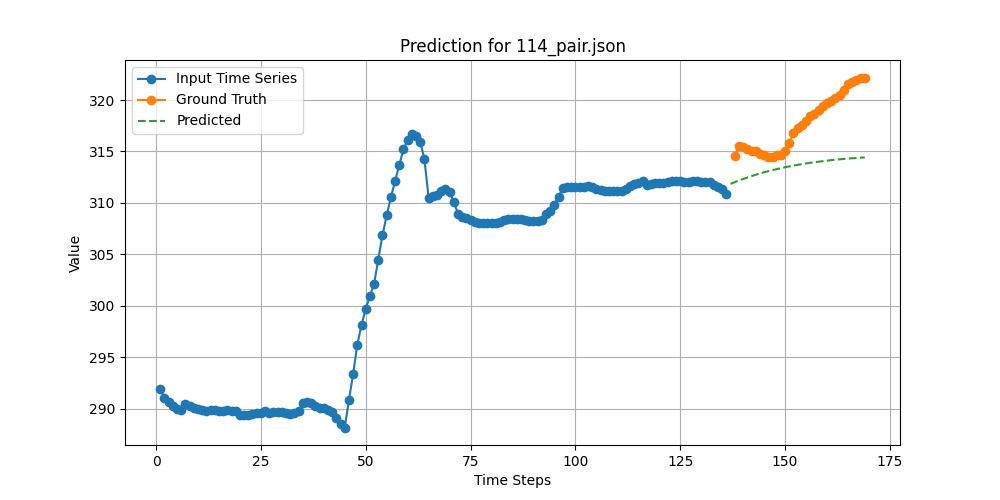 Prediction for 114_pair.json
Input Time Series
Ground Truth
Predicted
Value
320
315
310
305
300
295
290
0 25 50 75 100 125 150 175
Time Steps